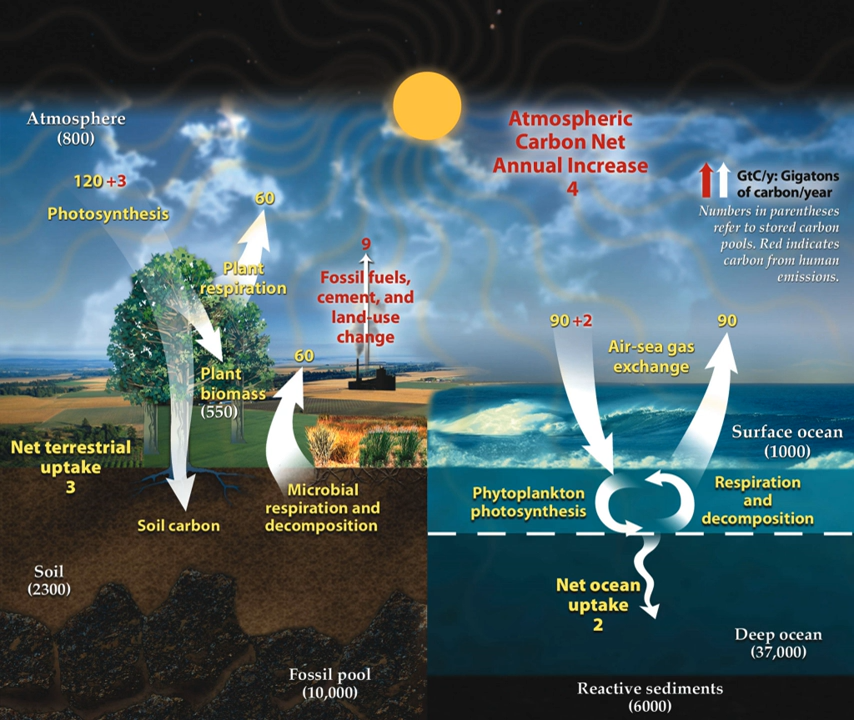 Atmosphere
(800)
120 +3
Photosynthesis
60
Plant
respiration
Plant
biomass
(550)
9
Fossil fuels,
cement, and
land-use
change
60
Net terrestrial
uptake
3
Microbial
respiration and
decomposition
Soil carbon
Soil
(2300)
Fossil pool
(10,000)
Atmospheric
Carbon Net
Annual Increase
4
GtC/y: Gigatons
of carbon/year
Numbers in parentheses
refer to stored carbon
pools. Red indicates
carbon from human
emissions.
90 +2
Air-sea gas
exchange
90
Surface ocean
(1000)
Phytoplankton
photosynthesis
Respiration
and
decomposition
Net ocean
uptake
2
Deep ocean
(37,000)
Reactive sediments
(6000)